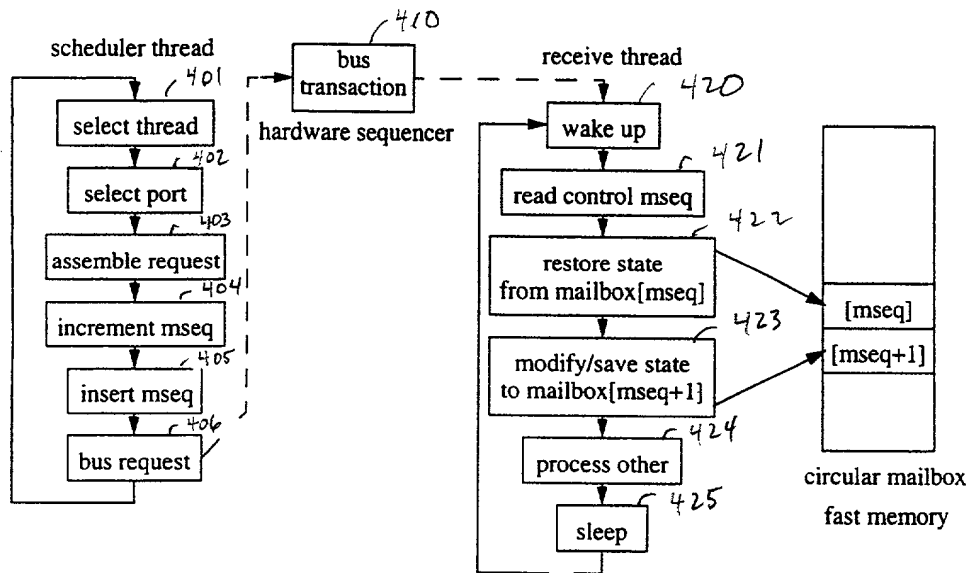 scheduler thread
401
select thread
402
select port
403
assemble request
404
increment mseq
405
insert mseq
406
bus request
410
bus
transaction
hardware sequencer
receive thread
420
wake up
421
read control mseq
422
restore state
from mailbox[mseq]
423
modify/save state
to mailbox[mseq+1]
424
process other
425
sleep
[mseq]
[mseq+1]
circular mailbox
fast memory